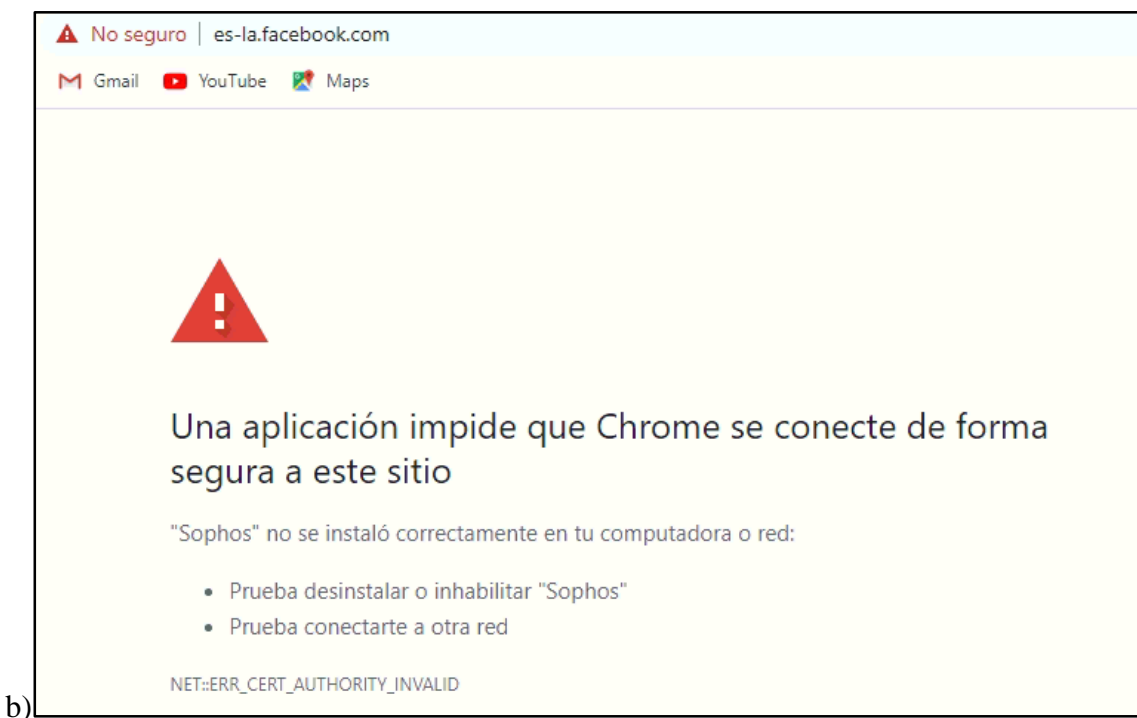 No seguro | es-la.facebook.com
Gmail YouTube Maps
Una aplicación impide que Chrome se conecte de forma
segura a este sitio
"Sophos" no se instaló correctamente en tu computadora o red:
• Prueba desinstalar o inhabilitar "Sophos"
• Prueba conectarte a otra red
NET::ERR_CERT_AUTHORITY_INVALID
b)